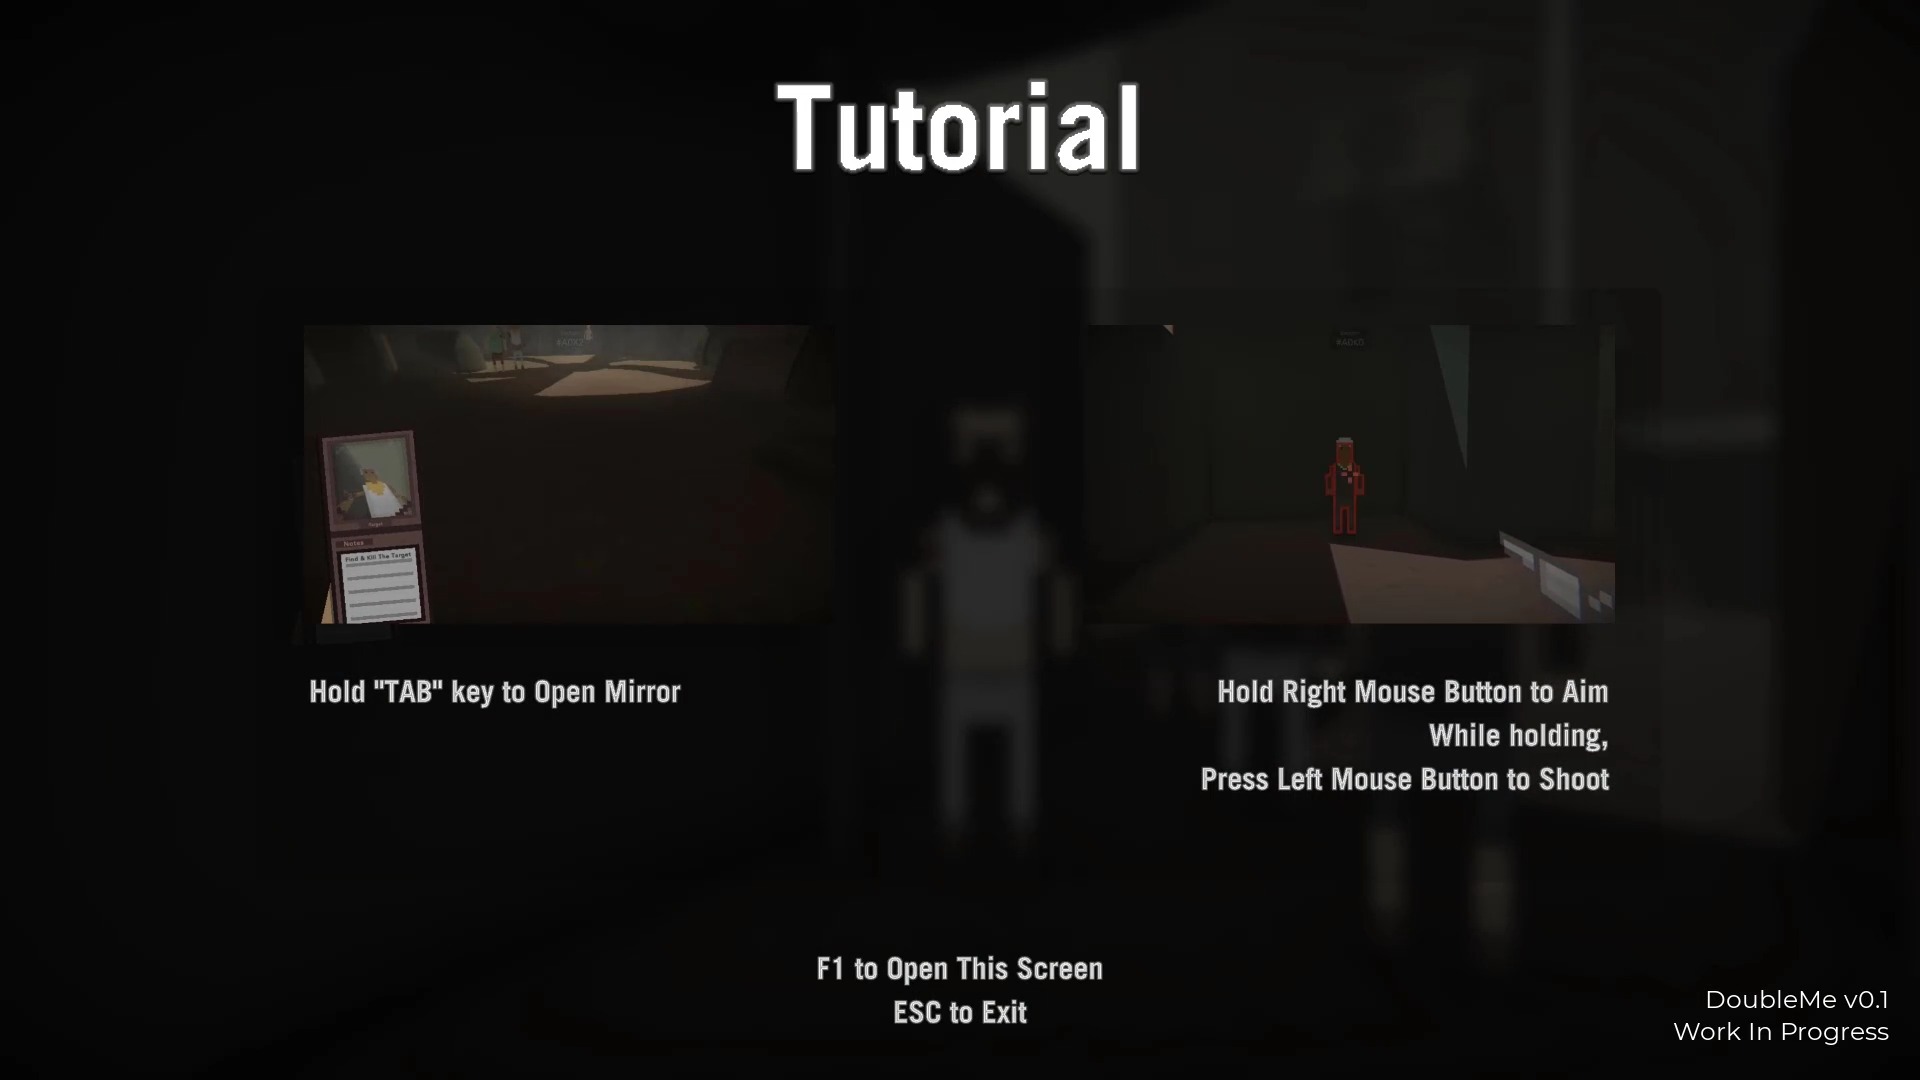 Tutorial
#AOXO
Target
Notes
Find & Kill The Target
Hold "TAB" key to Open Mirror
Hold Right Mouse Button to Aim
While holding,
Press Left Mouse Button to Shoot
F1 to Open This Screen
ESC to Exit
DoubleMe v0.1
Work In Progress